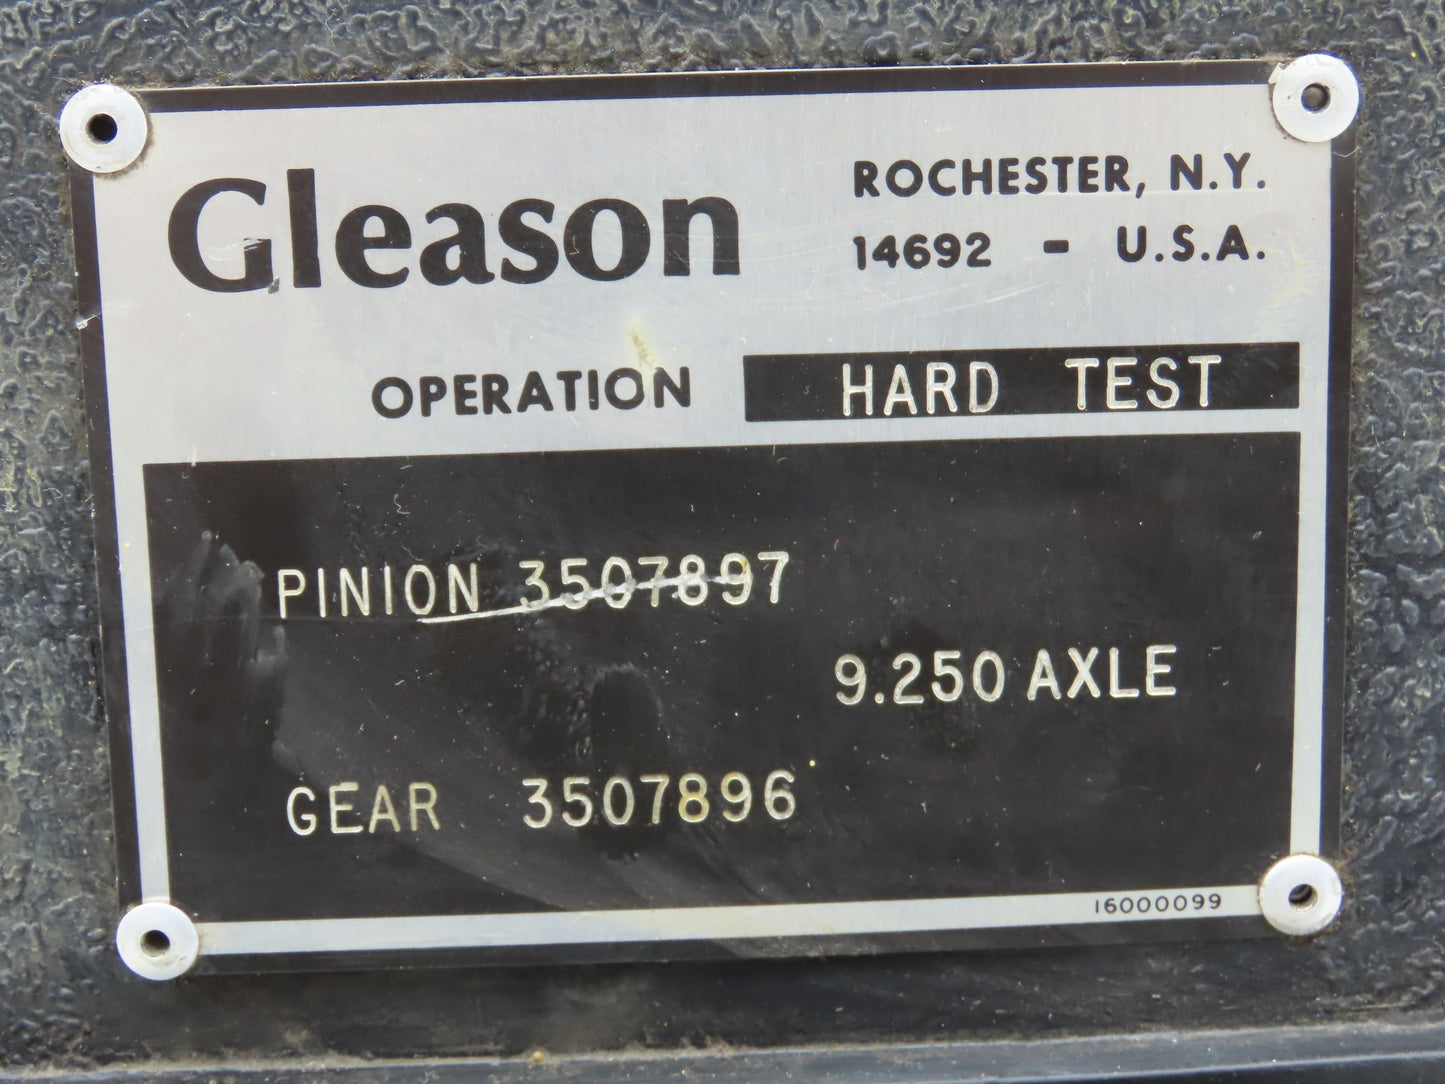 Gleason
ROCHESTER, N.Y.
14692 - U.S.A.
OPERATION HARD TEST
PINION 3507897
9.250 AXLE
GEAR 3507896
16000099